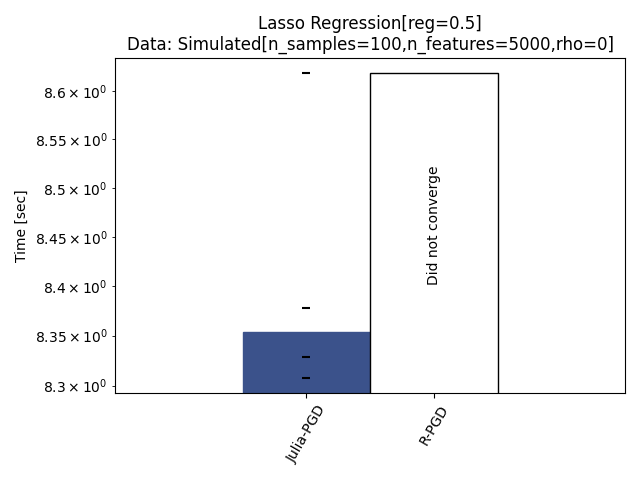 Lasso Regression[reg=0.5]
Data: Simulated[n_samples=100,n_features=5000,rho=0]
8.6 × 10⁰
8.55 × 10⁰
8.5 × 10⁰
8.45 × 10⁰
8.4 × 10⁰
8.35 × 10⁰
8.3 × 10⁰
Time [sec]
Did not converge
Julia-PGD
R-PGD